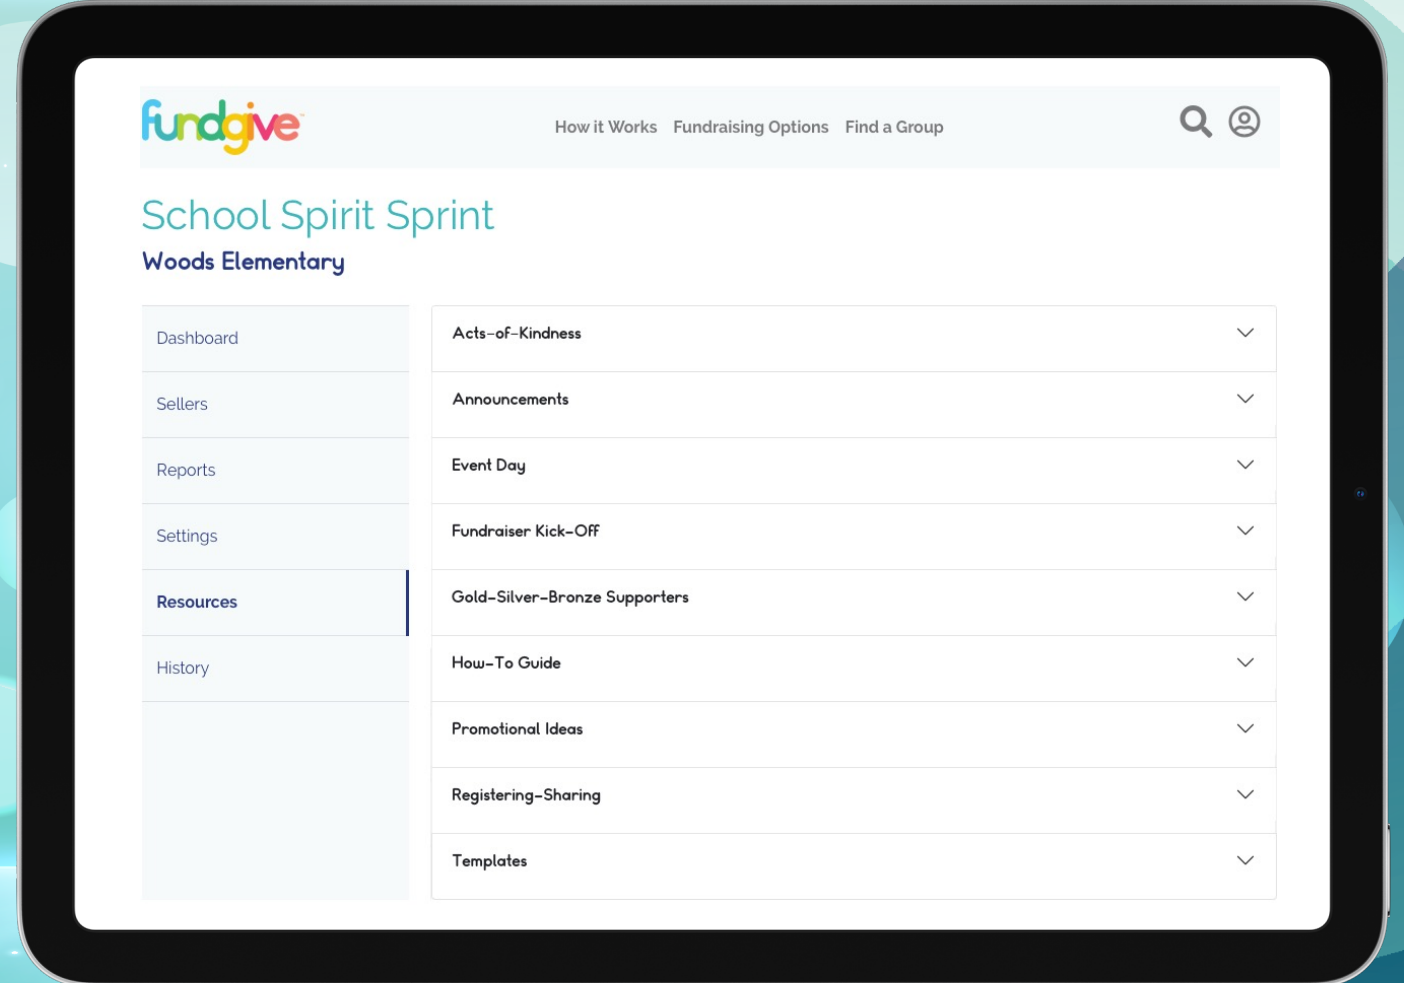 fundgive
How it Works Fundraising Options Find a Group
School Spirit Sprint
Woods Elementary
Dashboard
Sellers
Reports
Settings
Resources
History
Acts-of-Kindness
Announcements
Event Day
Fundraiser Kick-Off
Gold-Silver-Bronze Supporters
How-To Guide
Promotional Ideas
Registering-Sharing
Templates